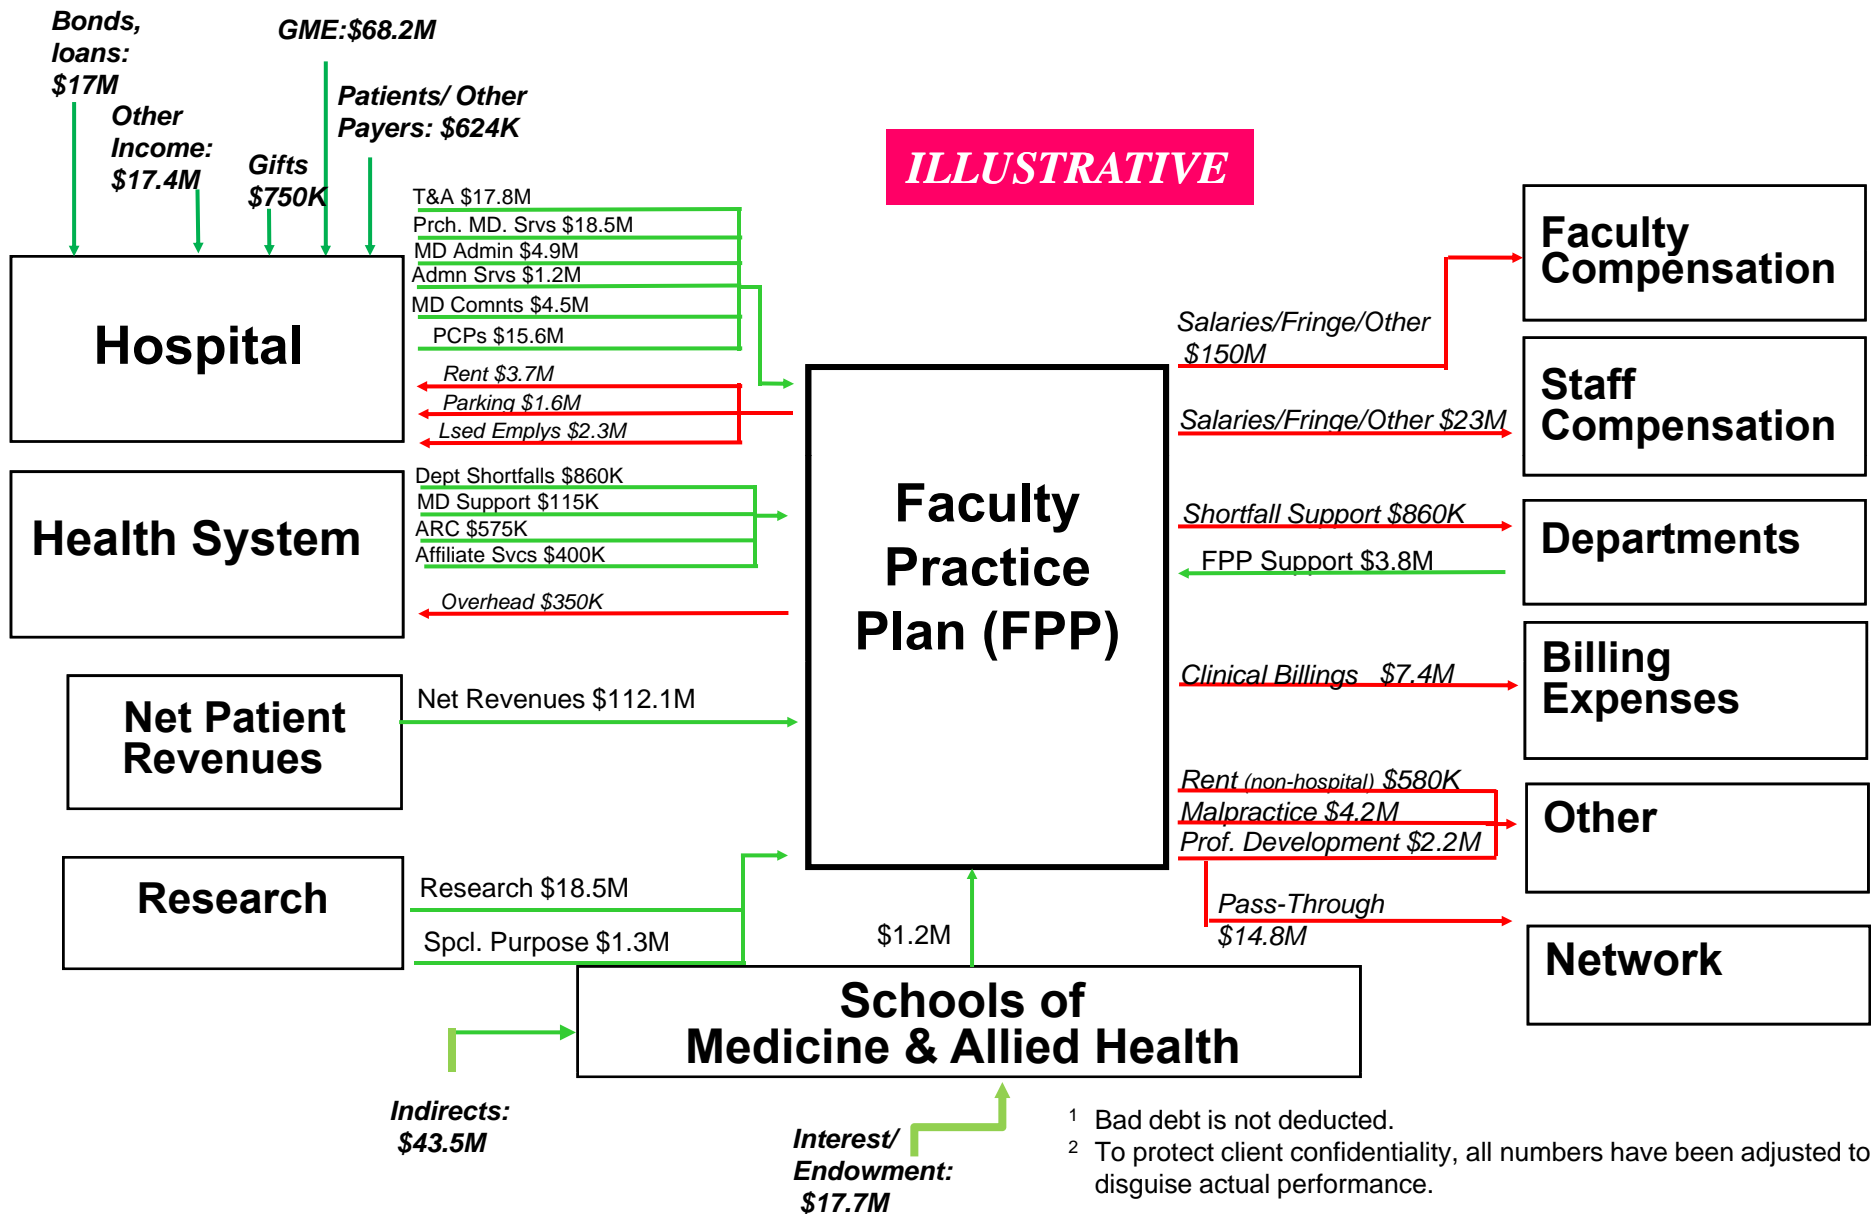 Bonds,
loans:
$17M
Other
Income:
$17.4M
Gifts
$750K
GME:$68.2M
Patients/ Other
Payers: $624K
ILLUSTRATIVE
Hospital
T&A $17.8M
Prch. MD. Srvs $18.5M
MD Admin $4.9M
Admn Srvs $1.2M
MD Comnts $4.5M
PCPs $15.6M
Rent $3.7M
Parking $1.6M
Lsed Emplys $2.3M
Health System
Dept Shortfalls $860K
MD Support $115K
ARC $575K
Affiliate Svcs $400K
Overhead $350K
Net Patient
Revenues
Net Revenues $112.1M
Research
Research $18.5M
Spcl. Purpose $1.3M
Faculty
Practice
Plan (FPP)
$1.2M
Schools of
Medicine & Allied Health
Indirects:
$43.5M
Interest/
Endowment:
$17.7M
Salaries/Fringe/Other
$150M
Faculty
Compensation
Salaries/Fringe/Other $23M
Staff
Compensation
Shortfall Support $860K
FPP Support $3.8M
Departments
Clinical Billings $7.4M
Billing
Expenses
Rent (non-hospital) $580K
Malpractice $4.2M
Prof. Development $2.2M
Other
Pass-Through
$14.8M
Network
1 Bad debt is not deducted.
2 To protect client confidentiality, all numbers have been adjusted to
disguise actual performance.